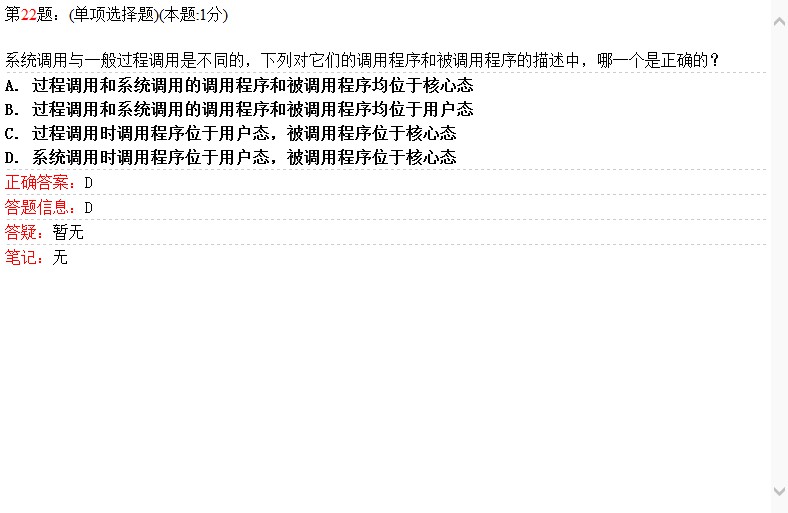 第22题：(单项选择题)(本题:1分)
系统调用与一般过程调用是不同的，下列对它们的调用程序和被调用程序的描述中，哪一个是正确的？
A. 过程调用和系统调用的调用程序和被调用程序均位于核心态
B. 过程调用和系统调用的调用程序和被调用程序均位于用户态
C. 过程调用时调用程序位于用户态，被调用程序位于核心态
D. 系统调用时调用程序位于用户态，被调用程序位于核心态
正确答案：D
答题信息：D
答疑：暂无
笔记：无